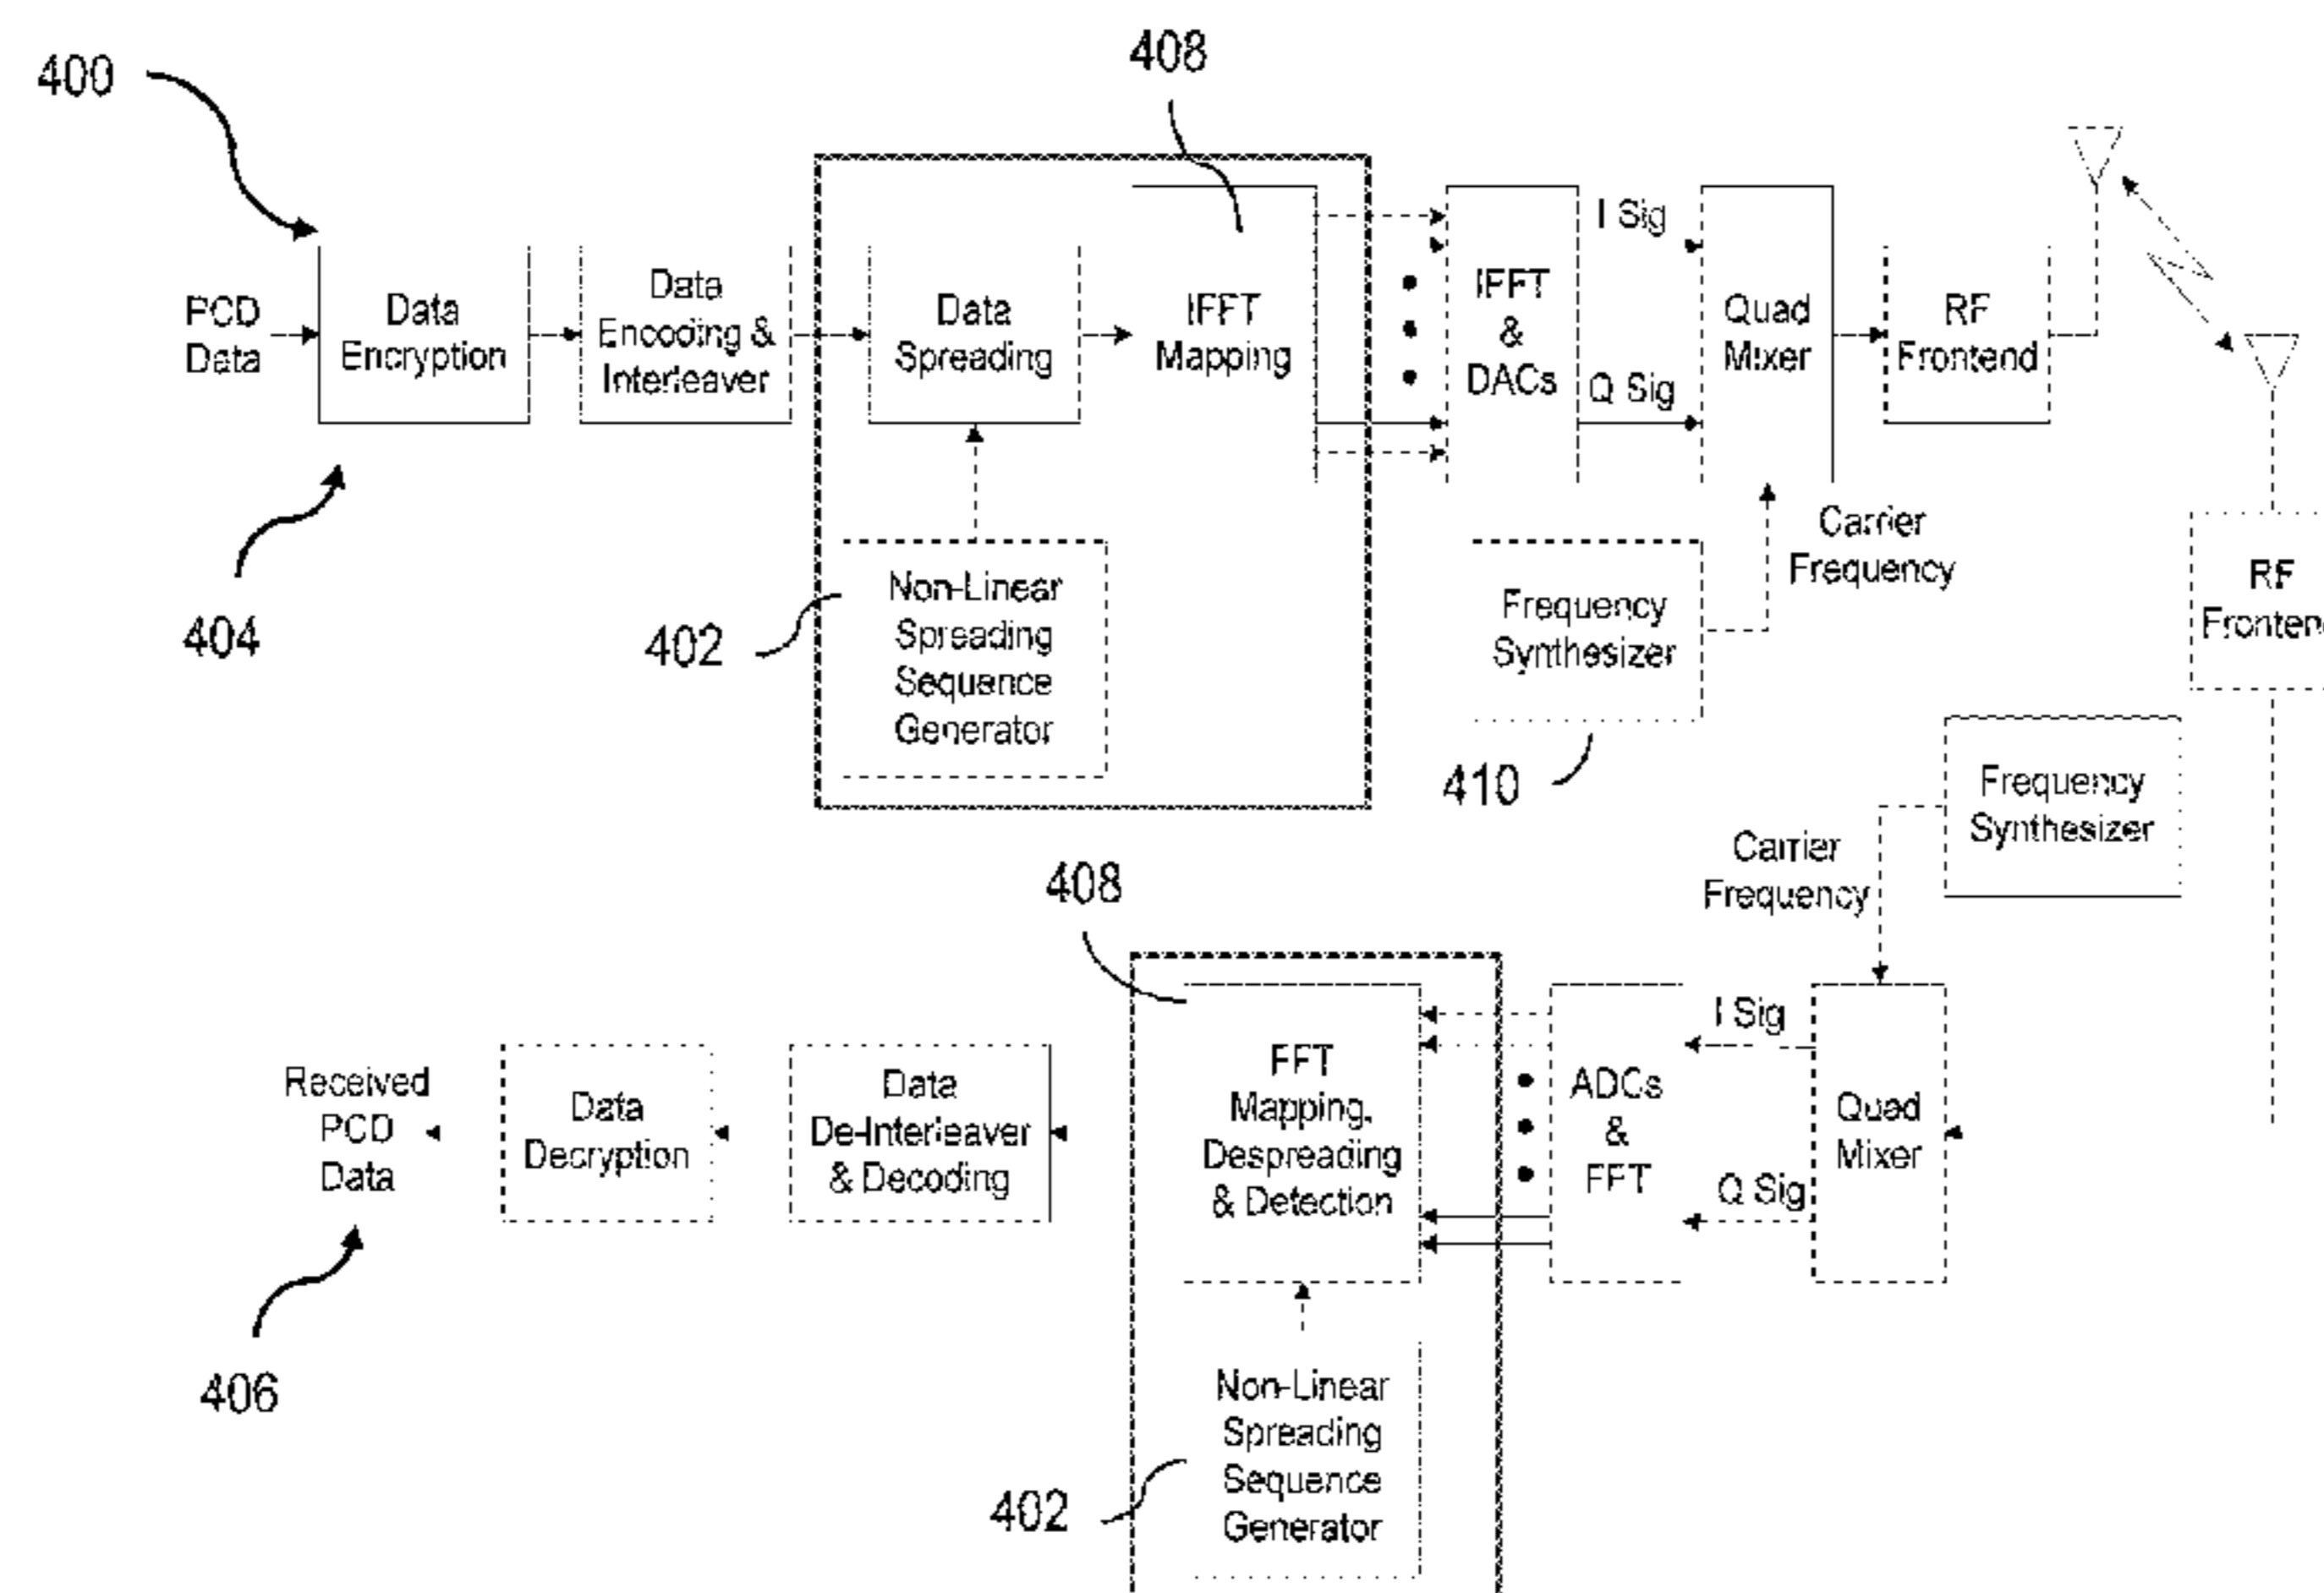 400
408
PCD
Data
Data
Encryption
Data
Encoding &
Interleaver
Data
Spreading
IFFT
Mapping
IFFT
&
DACs
I Sig
Q Sig
Quad
Mixer
RF
Frontend
404
402
Non-Linear
Spreading
Sequence
Generator
Frequency
Synthesizer
410
Carrier
Frequency
RF
Frontend
Frequency
Synthesizer
Carrier
Frequency
408
Received
PCD
Data
Data
Decryption
Data
De-Interleaver
& Decoding
FFT
Mapping,
Despreading
& Detection
ADCs
&
FFT
I Sig
Q Sig
Quad
Mixer
406
402
Non-Linear
Spreading
Sequence
Generator